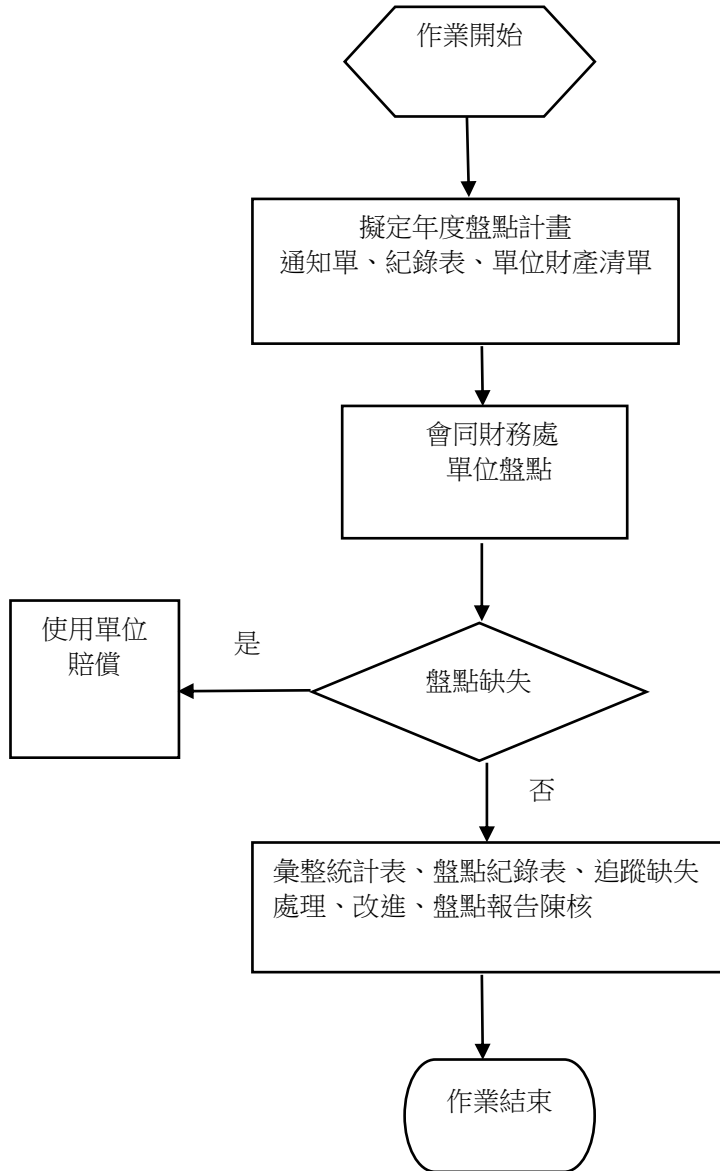 作業開始
擬定年度盤點計畫
通知單、紀錄表、單位財產清單
會同財務處
單位盤點
使用單位
賠償
是
盤點缺失
否
彙整統計表、盤點紀錄表、追蹤缺失
處理、改進、盤點報告陳核
作業結束